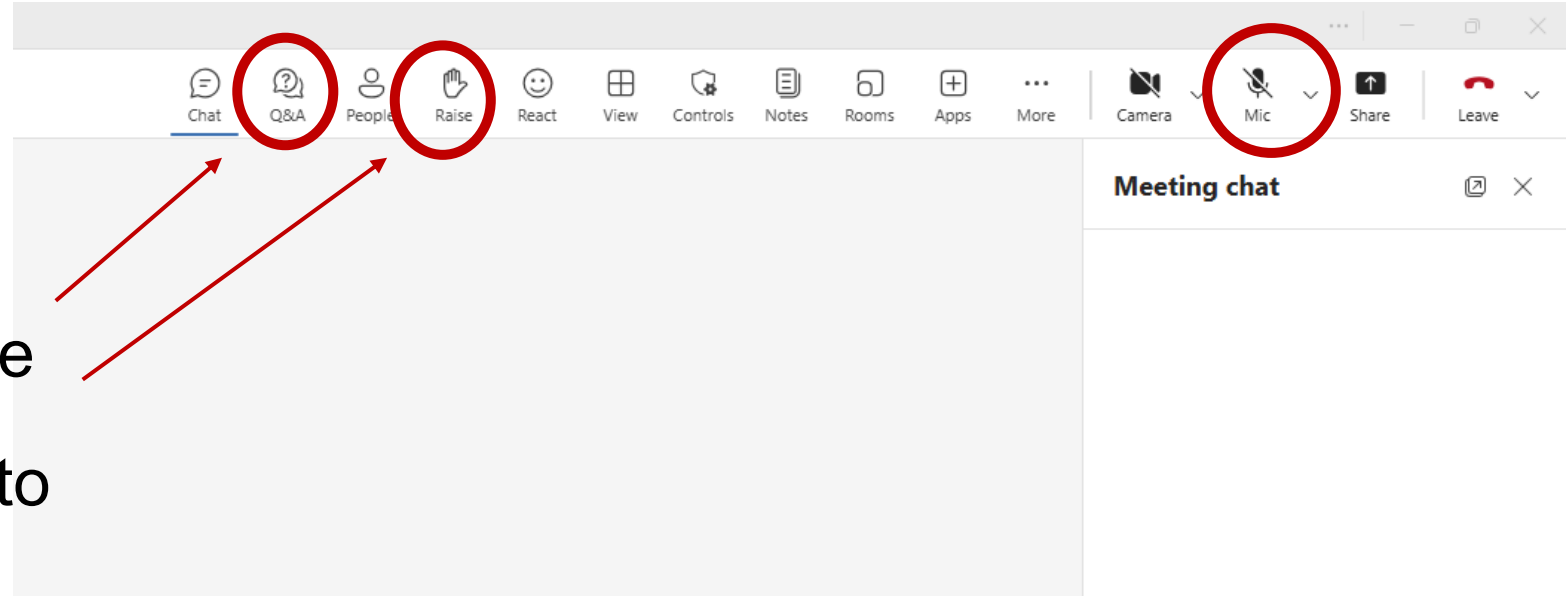 Chat Q&A People Raise React View Controls Notes Rooms Apps More Camera Mic Share Leave
Meeting chat
e
to